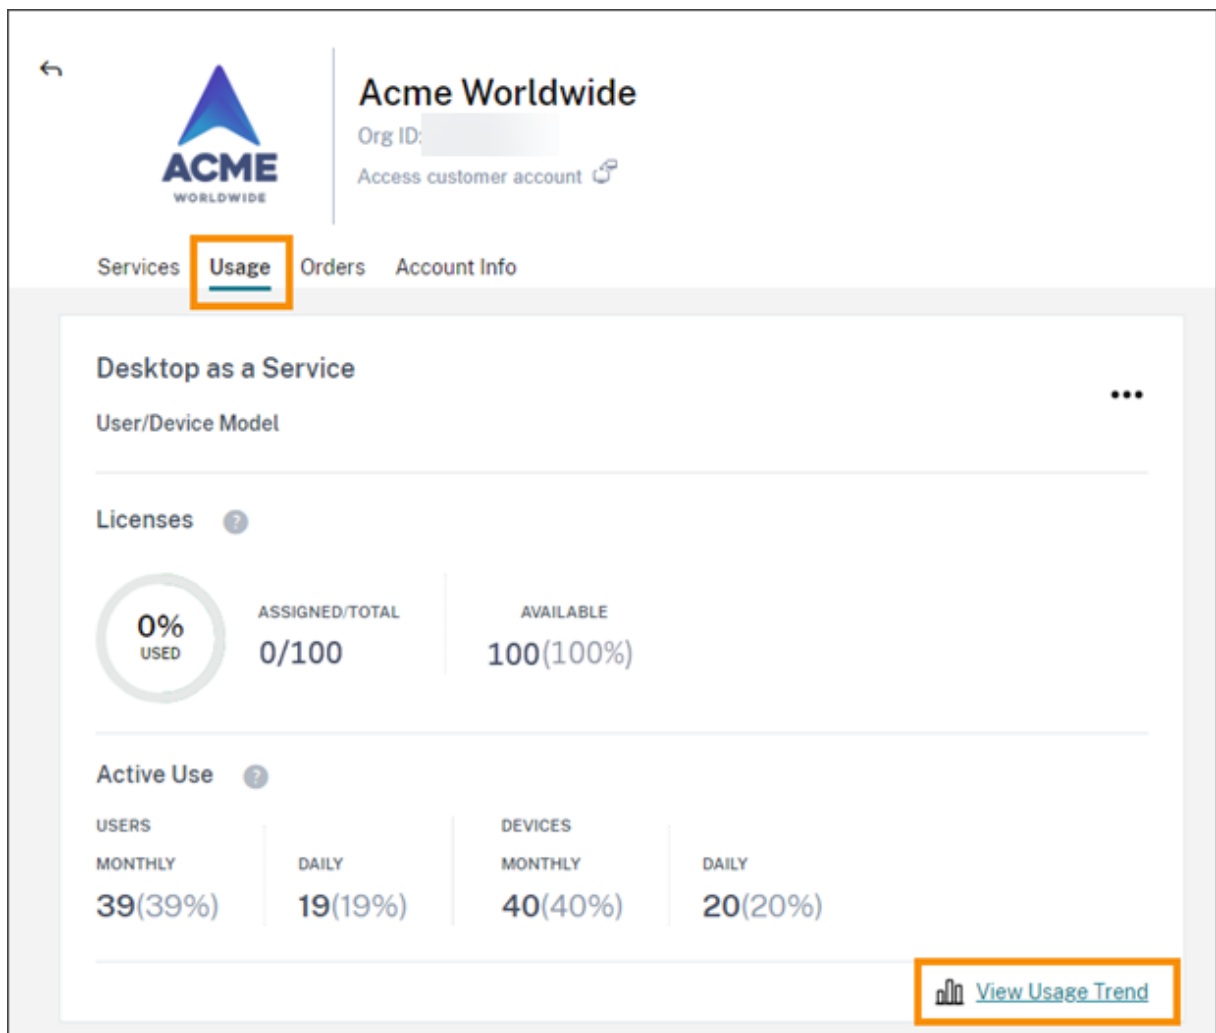 Acme Worldwide
Org ID:
Access customer account
ACME
WORLDWIDE
Services Usage Orders Account Info
Desktop as a Service
User/Device Model
Licenses ?
0%
USED
ASSIGNED/TOTAL AVAILABLE
0/100 100(100%)
Active Use ?
USERS DEVICES
MONTHLY DAILY MONTHLY DAILY
39(39%) 19(19%) 40(40%) 20(20%)
View Usage Trend